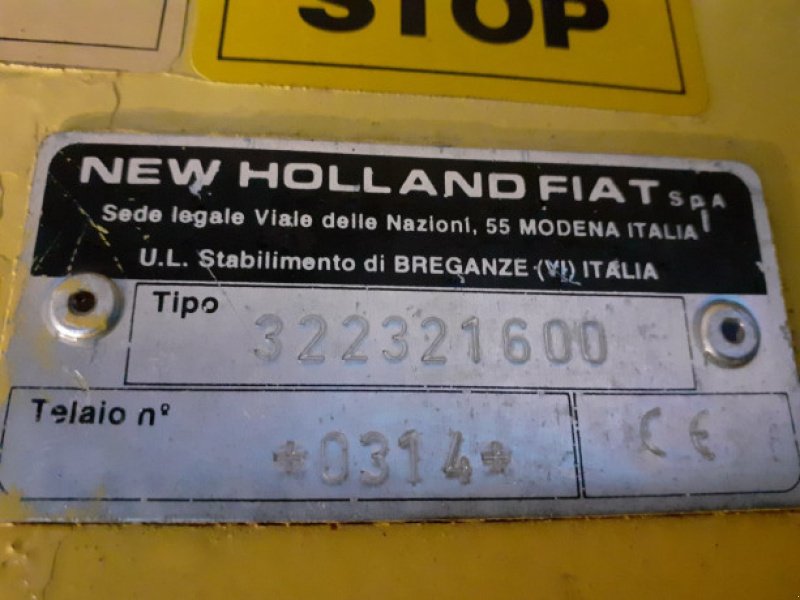 STOP
NEW HOLLAND FIAT SpA
Sede legale Viale delle Nazioni, 55 MODENA ITALIA
U.L. Stabilimento di BREGANZE (VI) ITALIA
Tipo
322321600
Telaio nº
*0314*
CE